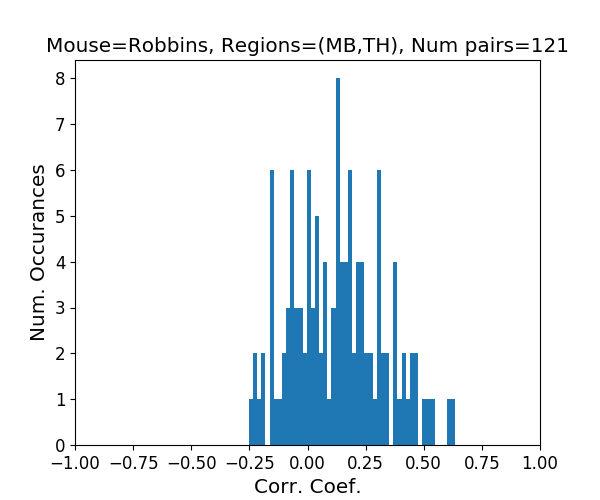 Mouse=Robbins, Regions=(MB,TH), Num pairs=121
Num. Occurances
8
7
6
5
4
3
2
1
0
−1.00 −0.75 −0.50 −0.25 0.00 0.25 0.50 0.75 1.00
Corr. Coef.